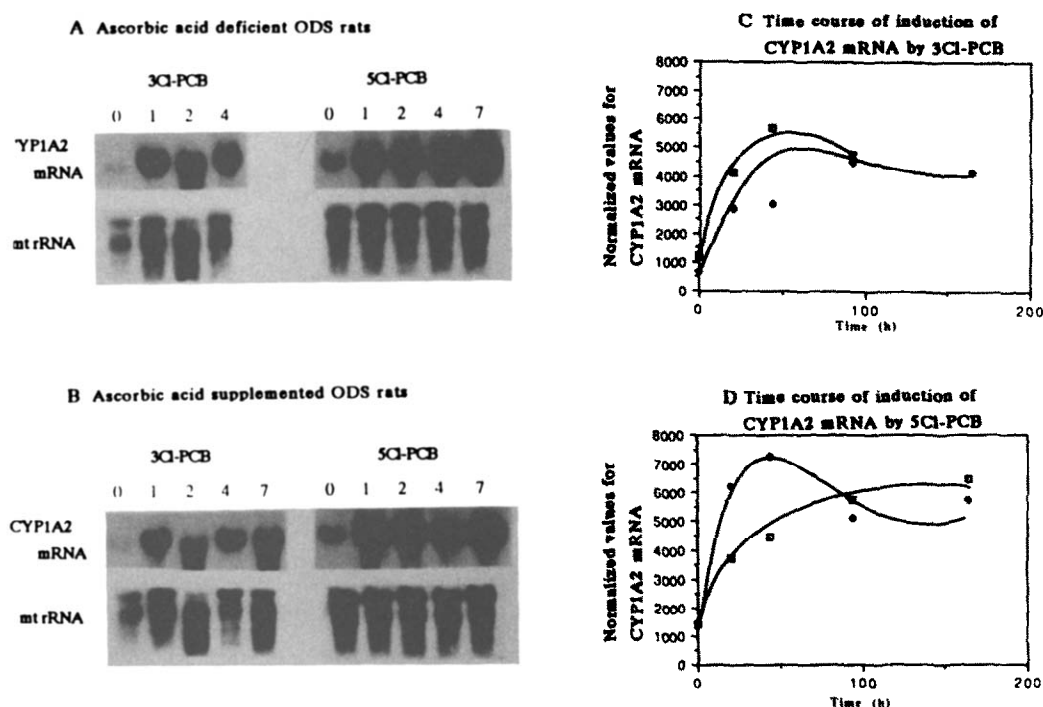 A Ascorbic acid deficient ODS rats
3Cl-PCB 5Cl-PCB
0 1 2 4 0 1 2 4 7
YP1A2
mRNA
mt rRNA
B Ascorbic acid supplemented ODS rats
3Cl-PCB 5Cl-PCB
0 1 2 4 7 0 1 2 4 7
CYP1A2
mRNA
mt rRNA
C Time course of induction of
CYP1A2 mRNA by 3Cl-PCB
Normalized values for
CYP1A2 mRNA
8000
7000
6000
5000
4000
3000
2000
1000
0
0 100 200
Time (h)
D Time course of induction of
CYP1A2 mRNA by 5Cl-PCB
Normalized values for
CYP1A2 mRNA
8000
7000
6000
5000
4000
3000
2000
1000
0
0 100 200
Time (h)